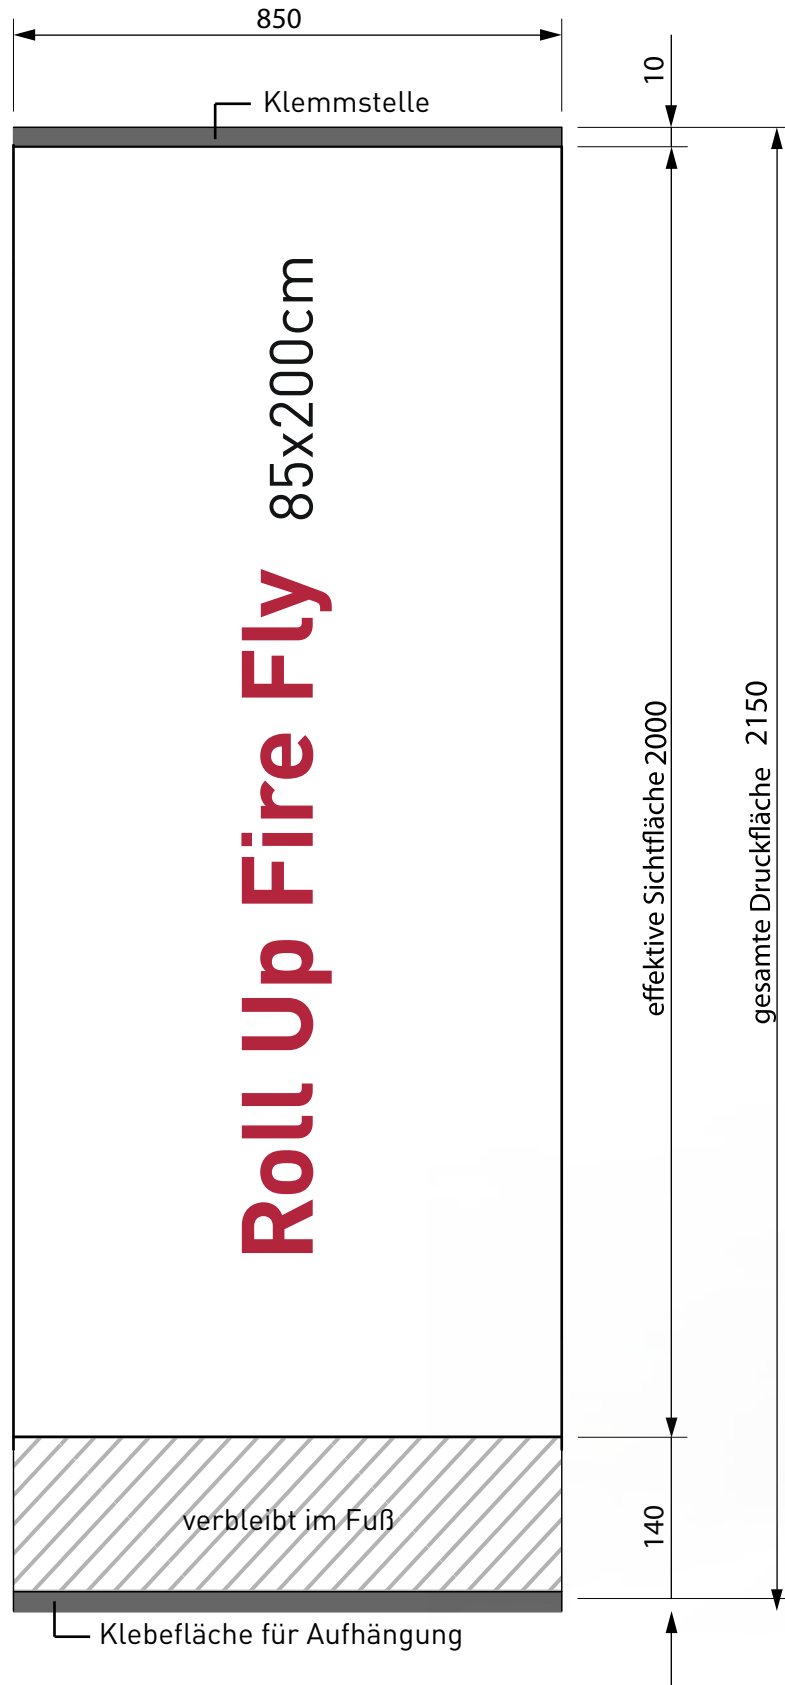 850
10
Klemmstelle
Roll Up Fire Fly 85x200cm
effektive Sichtfläche 2000
gesamte Druckfläche 2150
140
verbleibt im Fuß
Klebefläche für Aufhängung